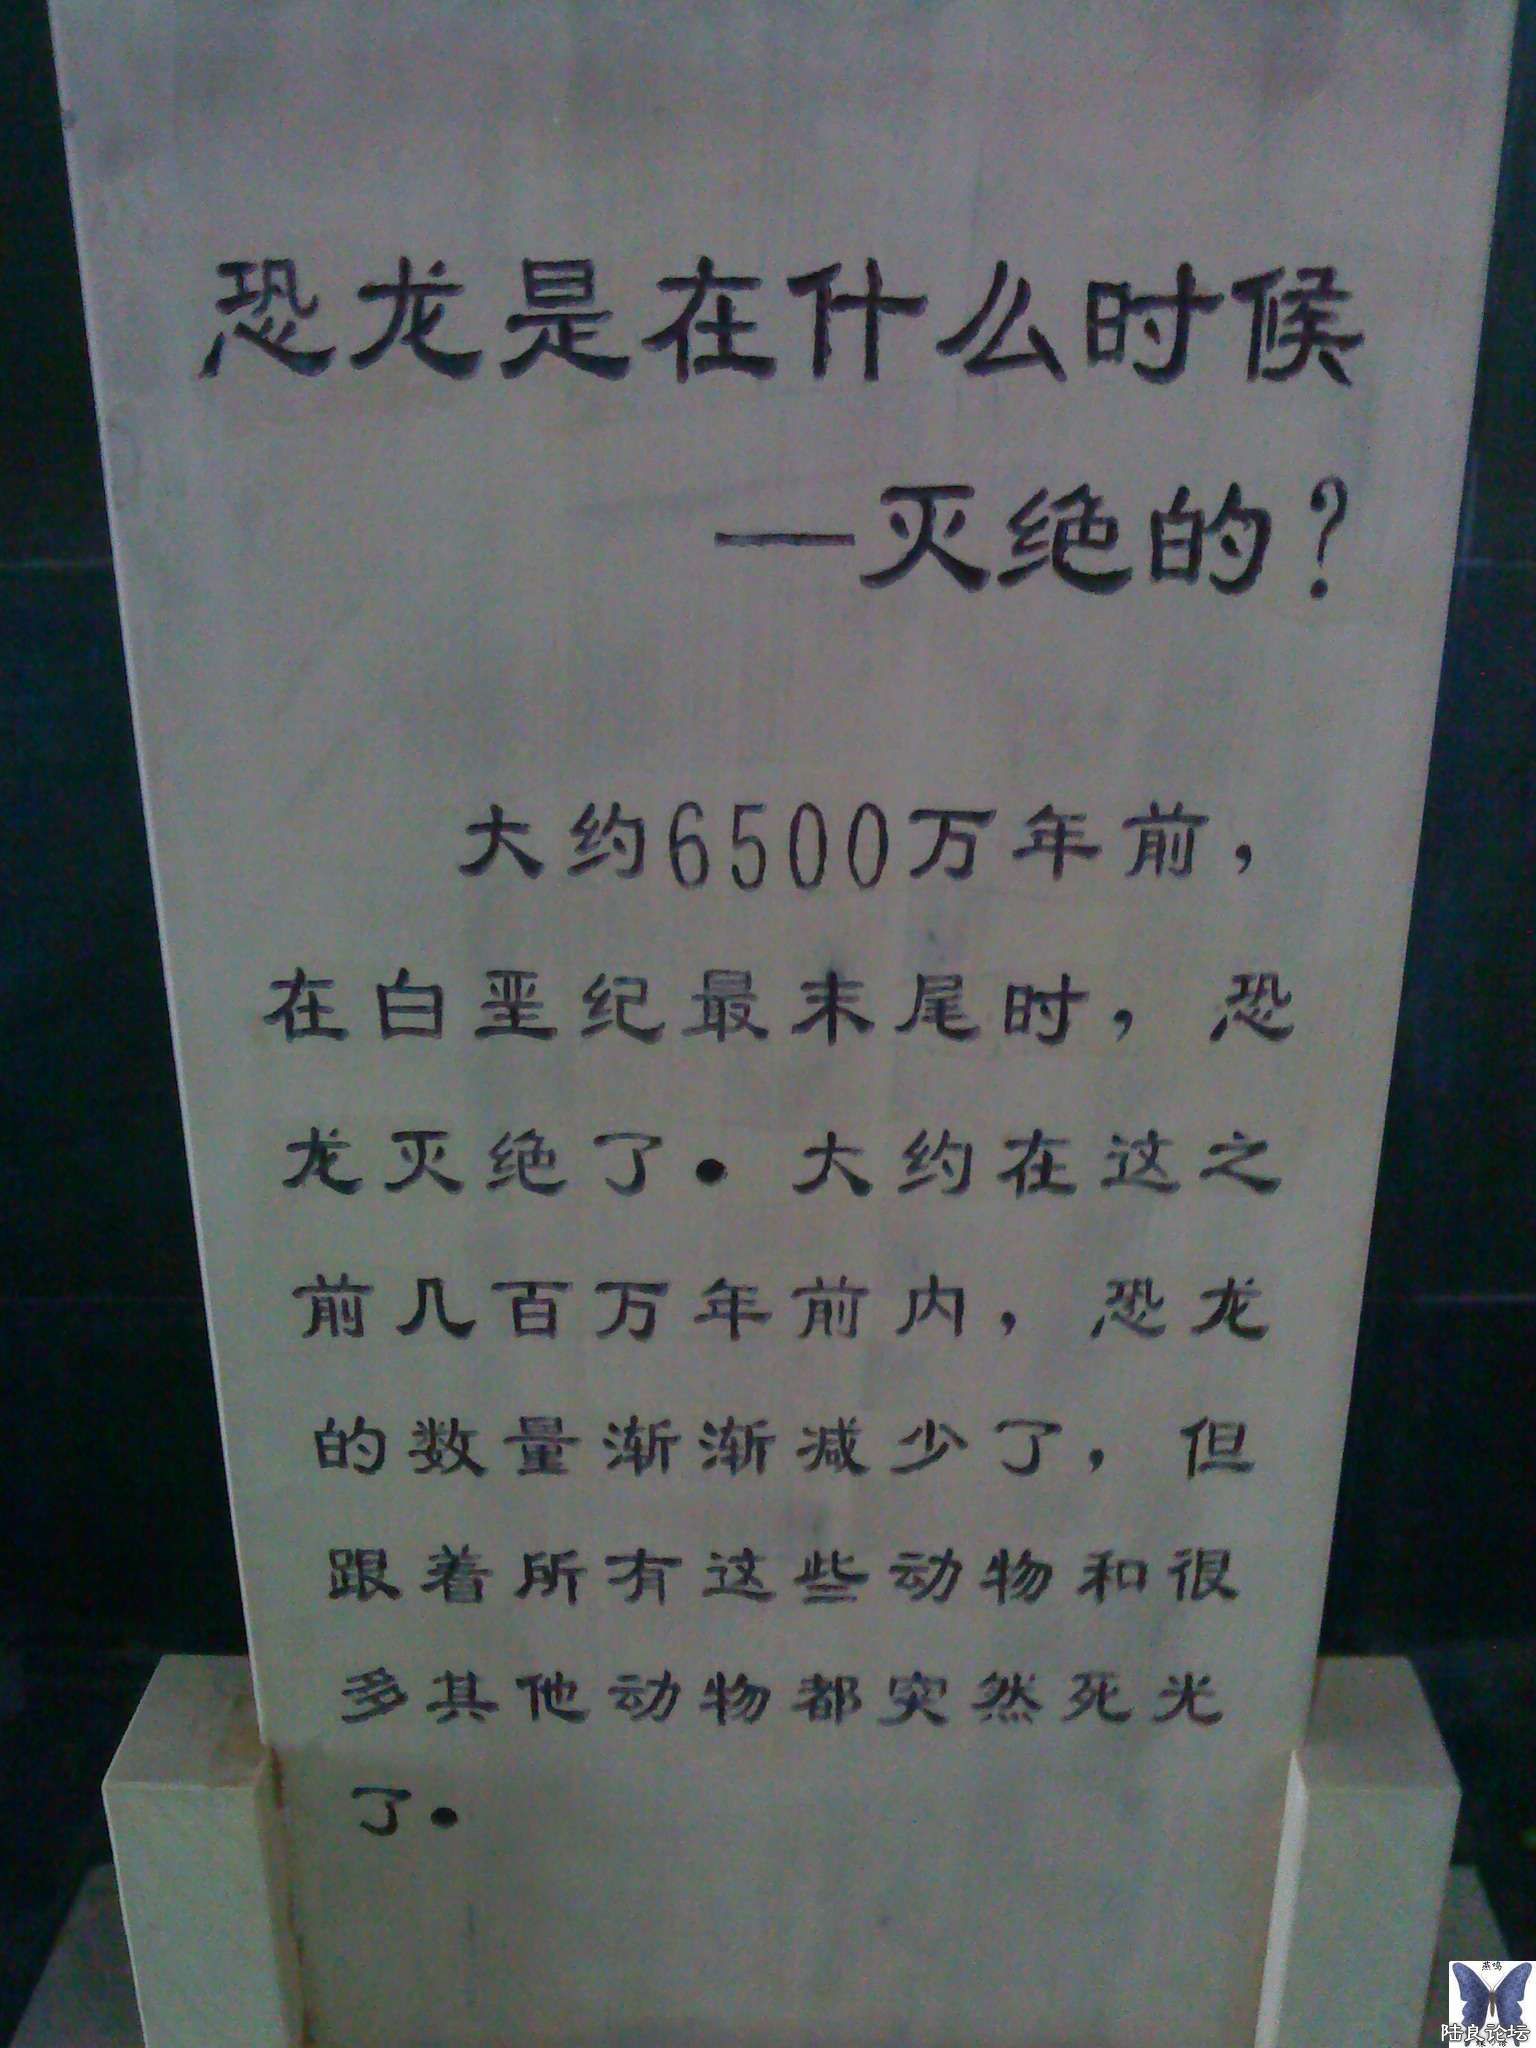 恐龙是在什么时候
—灭绝的？
大约6500万年前，
在白垩纪最末尾时，恐
龙灭绝了．大约在这之
前几百万年前内，恐龙
的数量渐渐减少了，但
跟着所有这些动物和很
多其他动物都突然死光
了．
燕鸣
陆良论坛